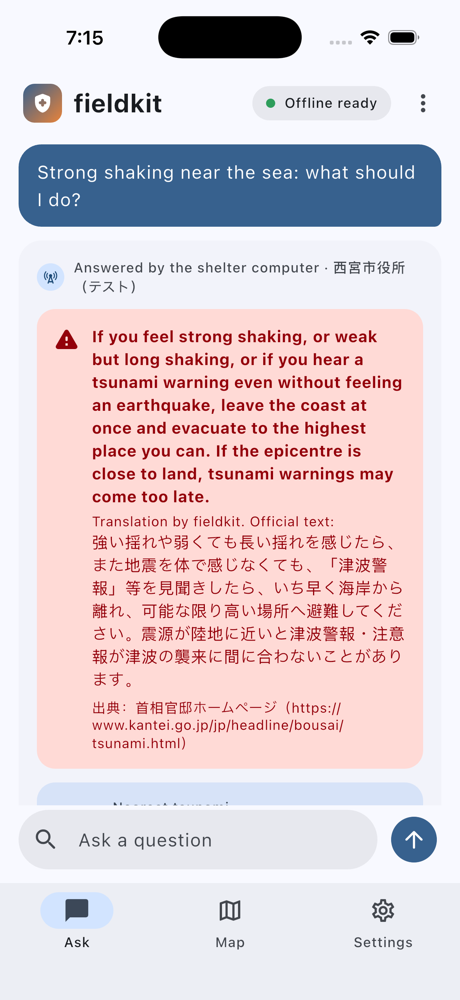 7:15
fieldkit
Offline ready
Strong shaking near the sea: what should
I do?
Answered by the shelter computer · 西宮市役所
（テスト）
If you feel strong shaking, or weak
but long shaking, or if you hear a
tsunami warning even without feeling
an earthquake, leave the coast at
once and evacuate to the highest
place you can. If the epicentre is
close to land, tsunami warnings may
come too late.
Translation by fieldkit. Official text:
強い揺れや弱くても長い揺れを感じたら、
また地震を体で感じなくても、「津波警
報」等を見聞きしたら、いち早く海岸から
離れ、可能な限り高い場所へ避難してくだ
さい。震源が陸地に近いと津波警報・注意
報が津波の襲来に間に合わないことがあり
ます。
出典：首相官邸ホームページ（https://
www.kantei.go.jp/jp/headline/bousai/
tsunami.html）
Nearest tsunami
Ask a question
Ask
Map
Settings